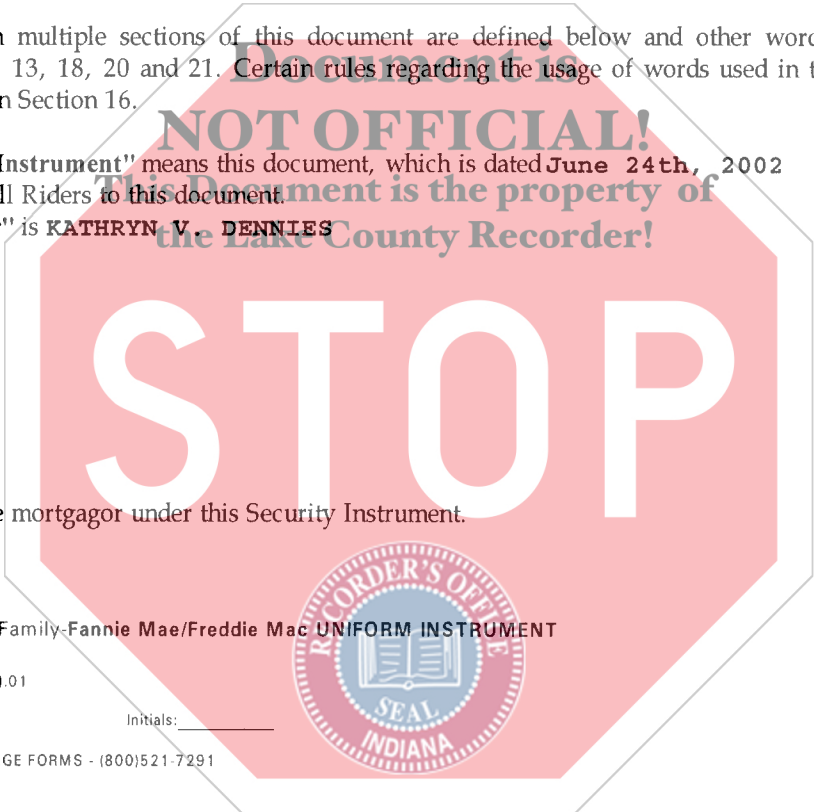 multiple sections of this document are defined below and other
Document is
13, 18, 20 and 21. Certain rules regarding the usage of words used in
Section 16.
NOT OFFICIAL!
Instrument" means this document, which is dated June 24th, 2002
This Document is the property of
Riders to this document.
" is KATHRYN V. DENNIES
the Lake County Recorder!
STOP
mortgagor under this Security Instrument.
RECORDER'S OFFICE
Family-Fannie Mae/Freddie Mac UNIFORM INSTRUMENT
.01
SEAL
Initials:
INDIANA
GE FORMS - (800)521-7291